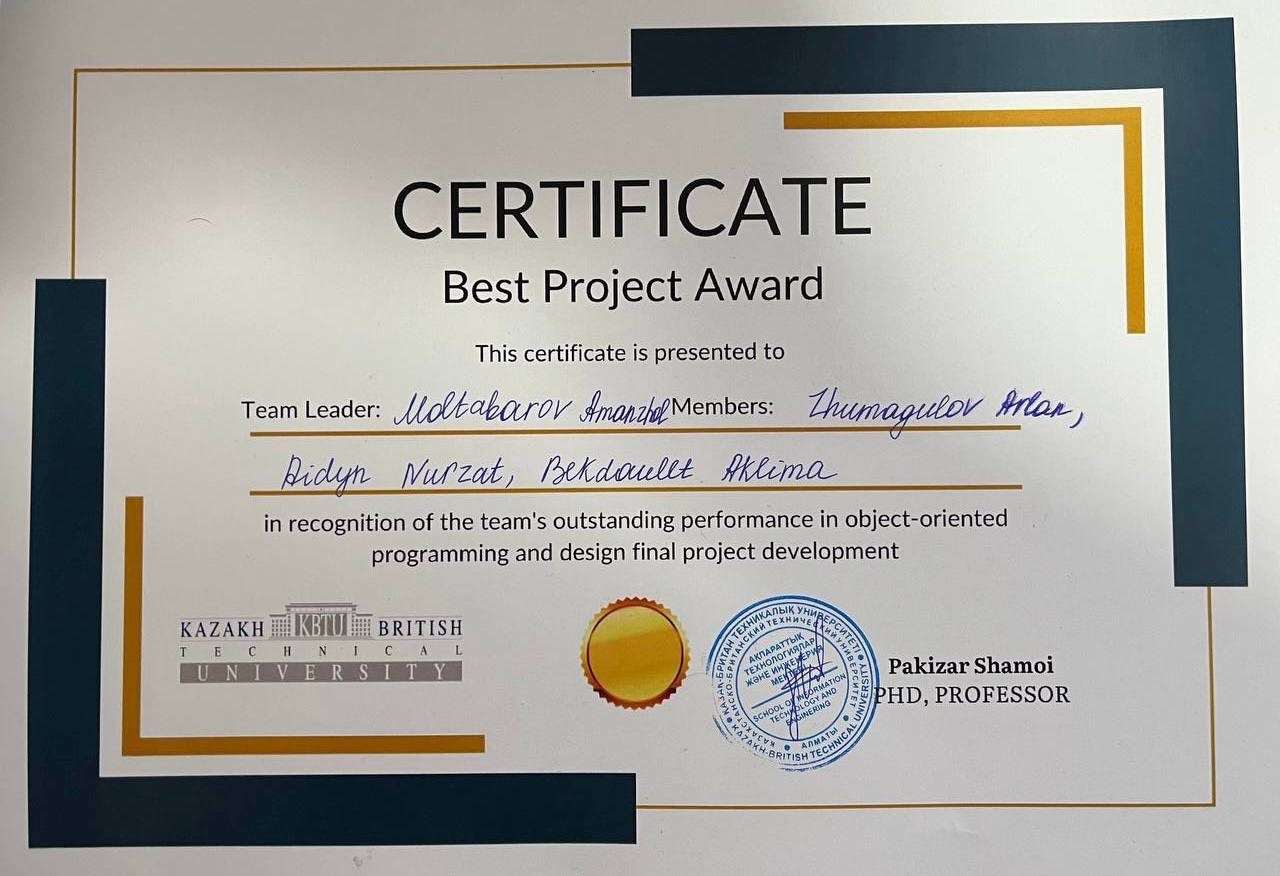 CERTIFICATE
Best Project Award
This certificate is presented to
Team Leader: Moltabarov Amanzhol Members: Zhumagulov Arlan,
Aidyn Nurzat, Bekdaullt Aklima
in recognition of the team's outstanding performance in object-oriented
programming and design final project development
KAZAKH KBTU BRITISH
TECHNICAL
UNIVERSITY
ҚАЗАҚ-БРИТАН ТЕХНИКАЛЫҚ УНИВЕРСИТЕТІ
КАЗАХСТАНСКО-БРИТАНСКИЙ ТЕХНИЧЕСКИЙ УНИВЕРСИТЕТ
KAZAKH-BRITISH TECHNICAL UNIVERSITY
АҚПАРАТТЫҚ
ТЕХНОЛОГИЯЛАР
ЖӘНЕ ИНЖЕНЕРИЯ
SCHOOL OF INFORMATION
TECHNOLOGY AND
ENGINERING
АЛМАТЫ
Pakizar Shamoi
PHD, PROFESSOR